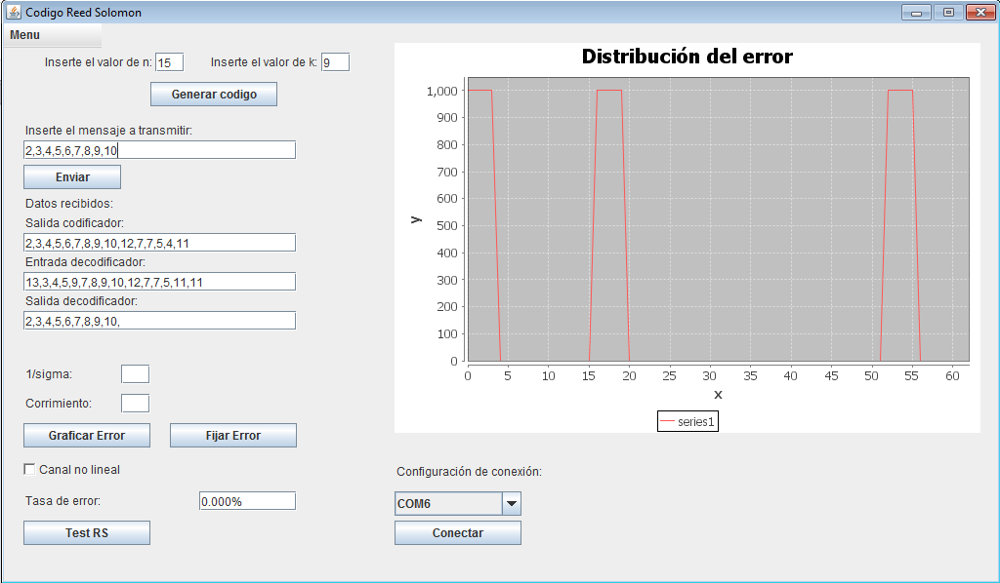 Codigo Reed Solomon
Menu
Inserte el valor de n: 15 Inserte el valor de k: 9
Generar codigo
Inserte el mensaje a transmitir:
2,3,4,5,6,7,8,9,10
Enviar
Datos recibidos:
Salida codificador:
2,3,4,5,6,7,8,9,10,12,7,7,5,4,11
Entrada decodificador:
13,3,4,5,9,7,8,9,10,12,7,7,5,11,11
Salida decodificador:
2,3,4,5,6,7,8,9,10,
1/sigma:
Corrimiento:
Graficar Error Fijar Error
Canal no lineal
Tasa de error: 0.000%
Test RS
Distribución del error
1,000
900
800
700
600
500
400
300
200
100
0
y
0 5 10 15 20 25 30 35 40 45 50 55 60
x
series1
Configuración de conexión:
COM6
Conectar